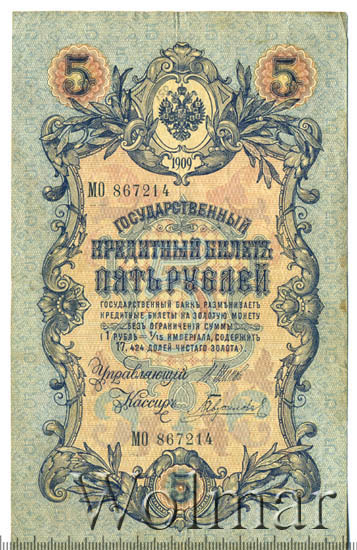 5 5
1909
МО 867214
ГОСУДАРСТВЕННЫЙ
КРЕДИТНЫЙ БИЛЕТЪ
ПЯТЬ РУБЛЕЙ
ГОСУДАРСТВЕННЫЙ БАНКЪ РАЗМѢНИВАЕТЪ
КРЕДИТНЫЕ БИЛЕТЫ НА ЗОЛОТУЮ МОНЕТУ
БЕЗЪ ОГРАНИЧЕНІЯ СУММЫ
(1 РУБЛЬ = 1/15 ИМПЕРІАЛА, СОДЕРЖИТЪ
17,424 ДОЛЕЙ ЧИСТАГО ЗОЛОТА).
Управляющій
Кассиръ
МО 867214
5
Wolmar